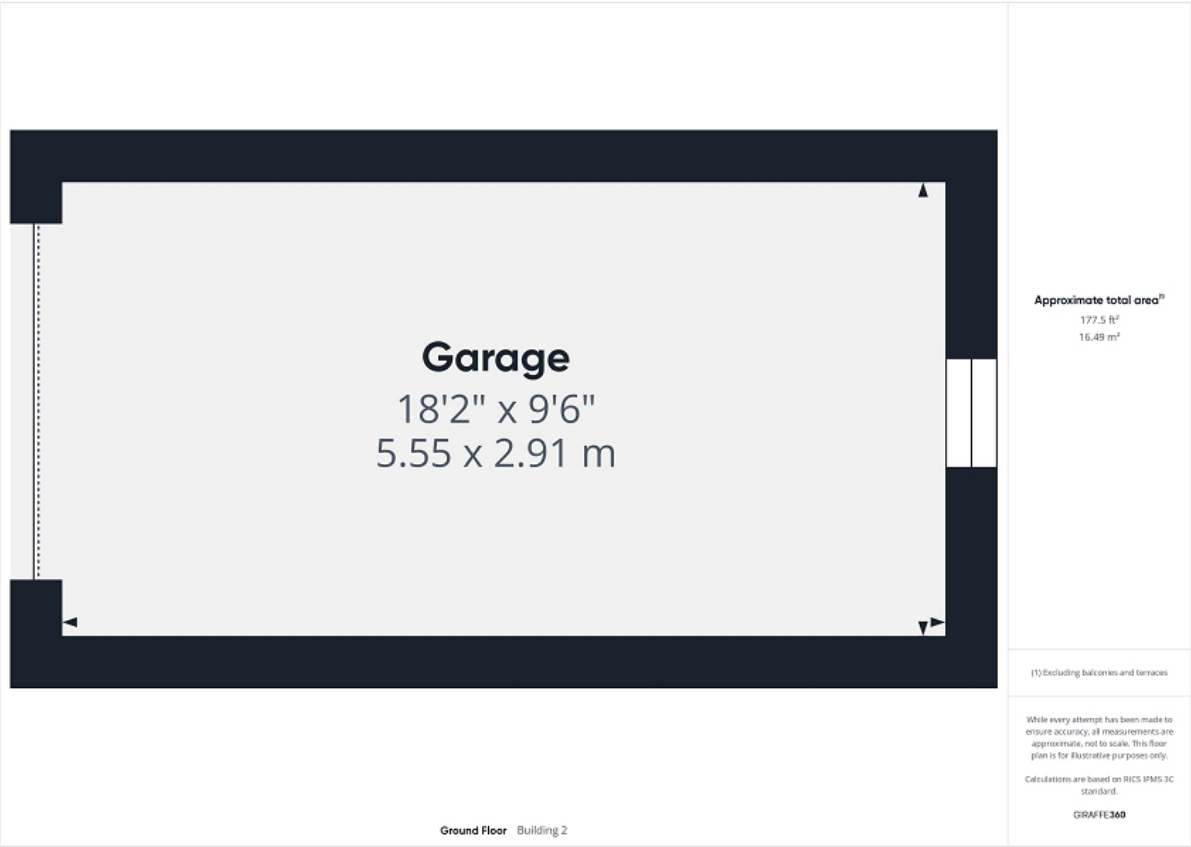 Garage
18'2" x 9'6"
5.55 x 2.91 m
Approximate total area(1)
177.5 ft²
16.49 m²
(1) Excluding balconies and terraces
While every attempt has been made to
ensure accuracy, all measurements are
approximate, not to scale. This floor
plan is for illustrative purposes only.
Calculations are based on RICS IPMS 3C
standard.
GIRAFFE360
Ground Floor Building 2